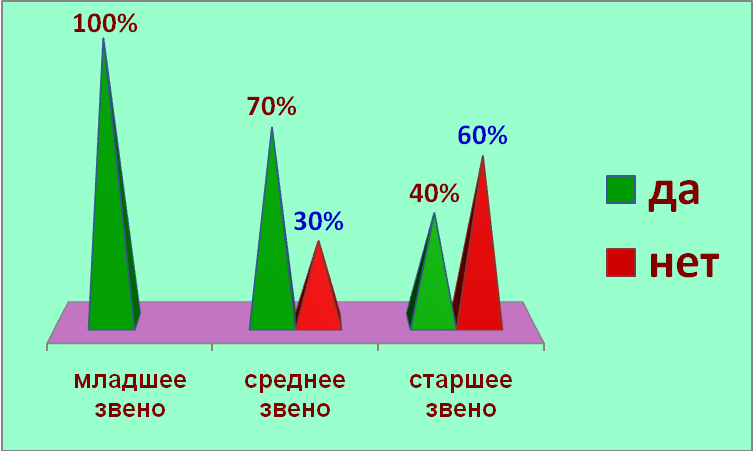 100%
70%
30%
40%
60%
да
нет
младшее
звено
среднее
звено
старшее
звено